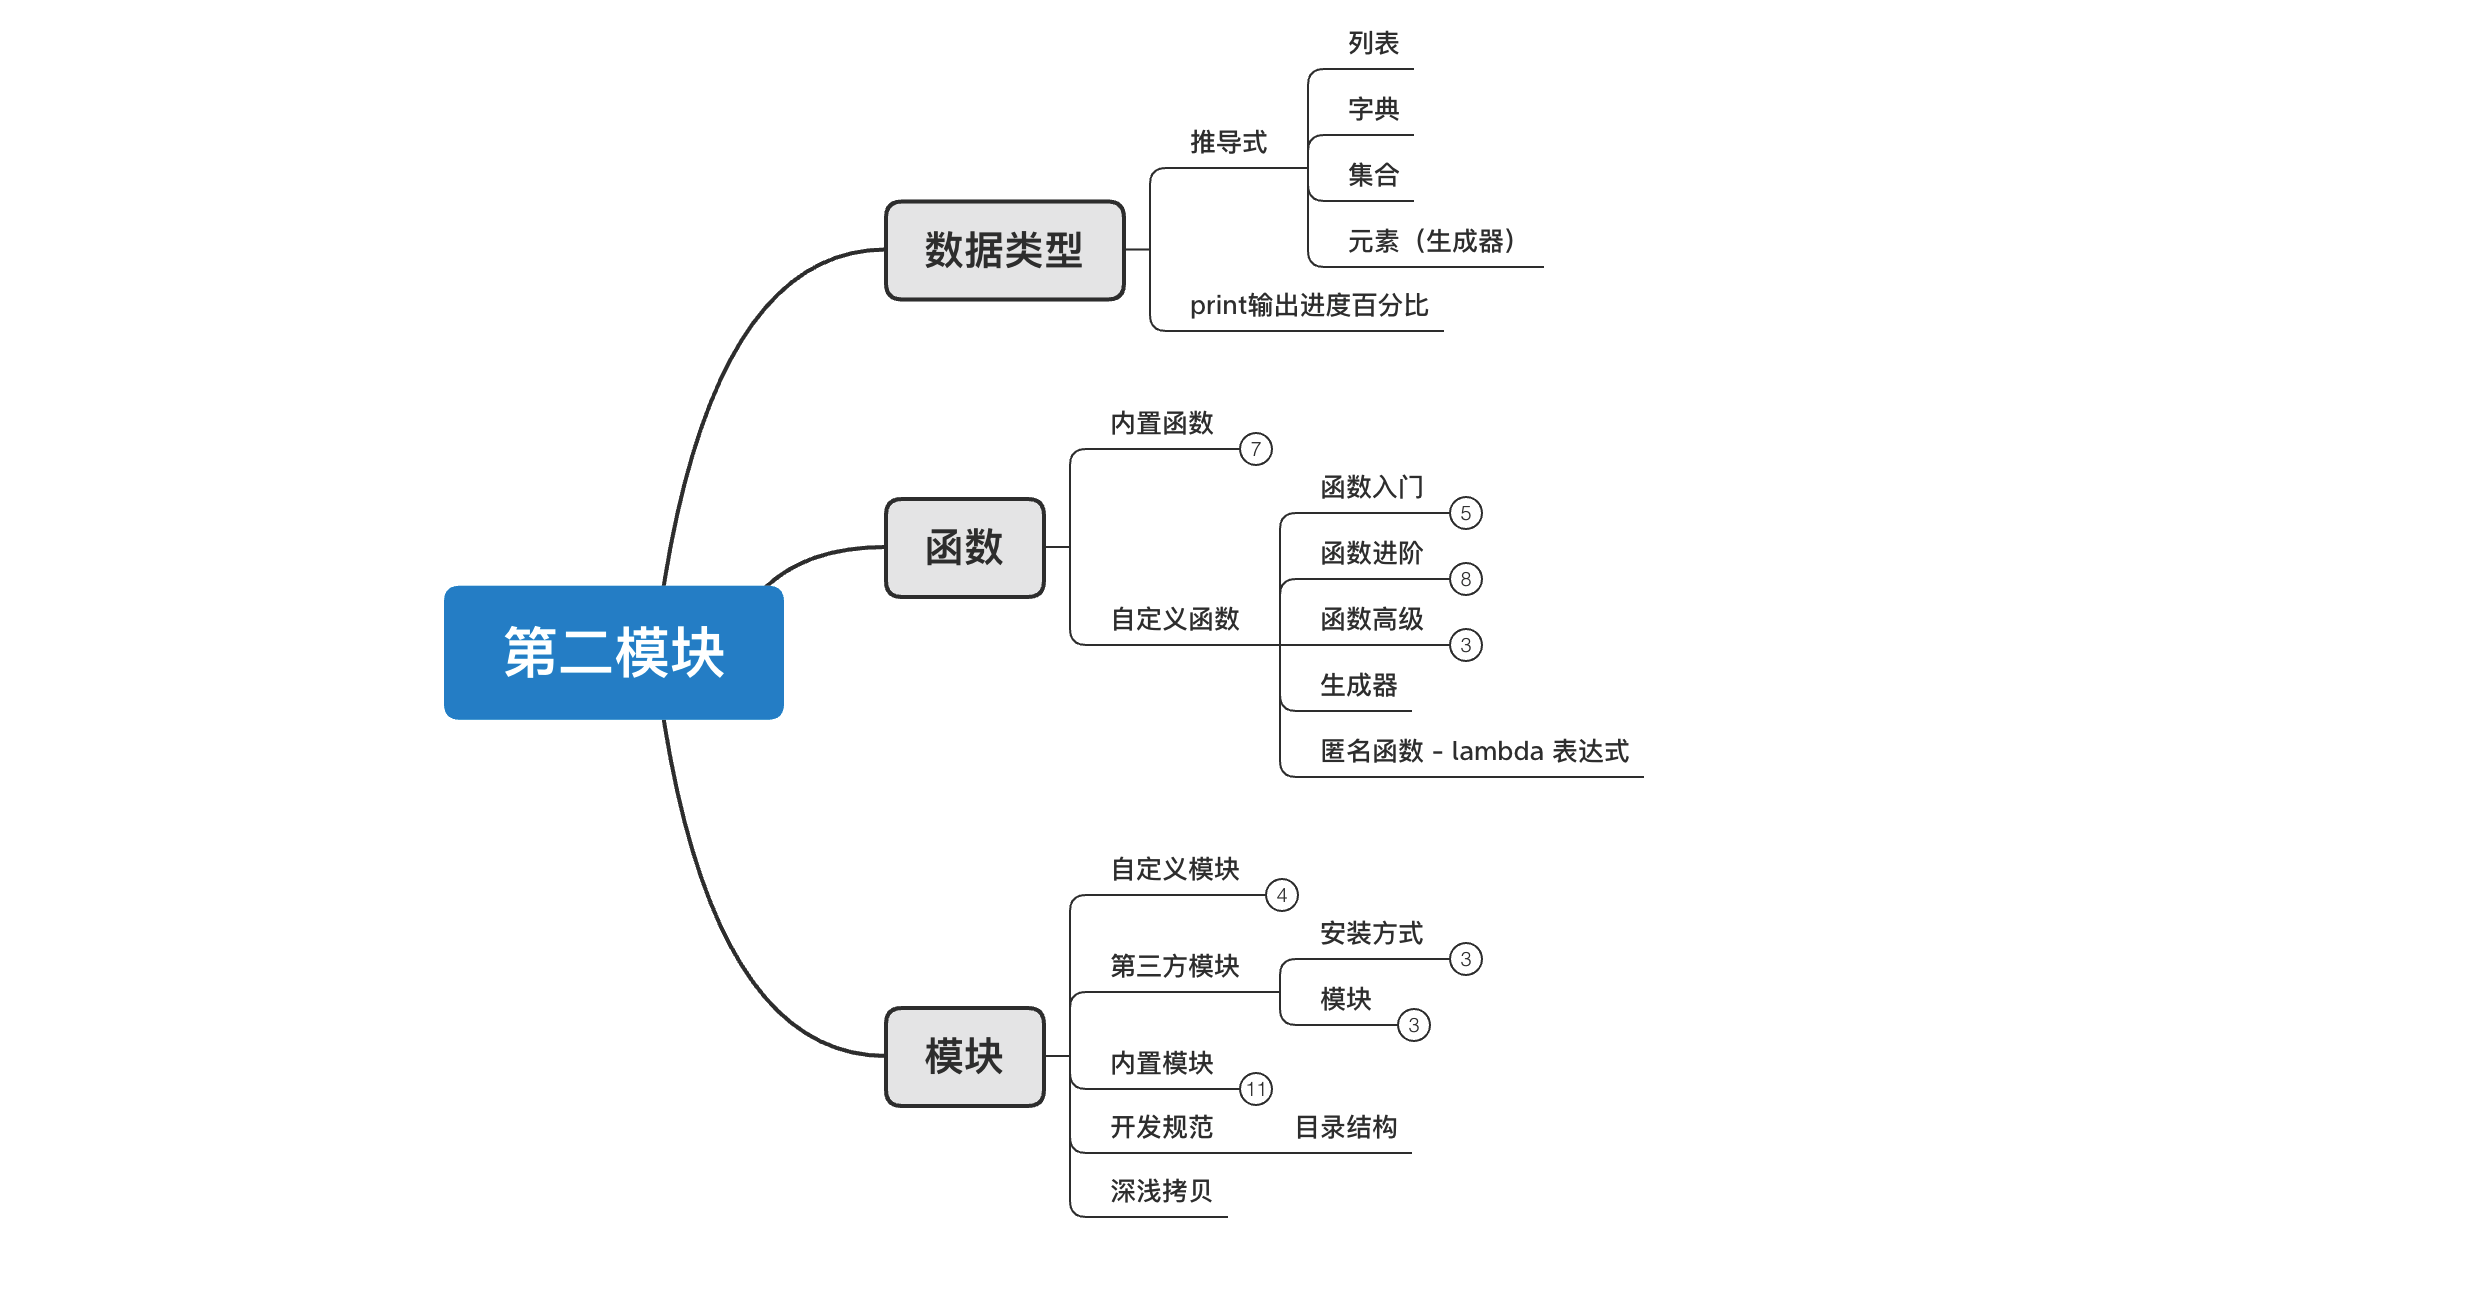 第二模块
数据类型
推导式
列表
字典
集合
元素（生成器）
print输出进度百分比
函数
内置函数
7
自定义函数
函数入门
5
函数进阶
8
函数高级
3
生成器
匿名函数 - lambda 表达式
模块
自定义模块
4
第三方模块
安装方式
3
模块
3
内置模块
11
开发规范
目录结构
深浅拷贝